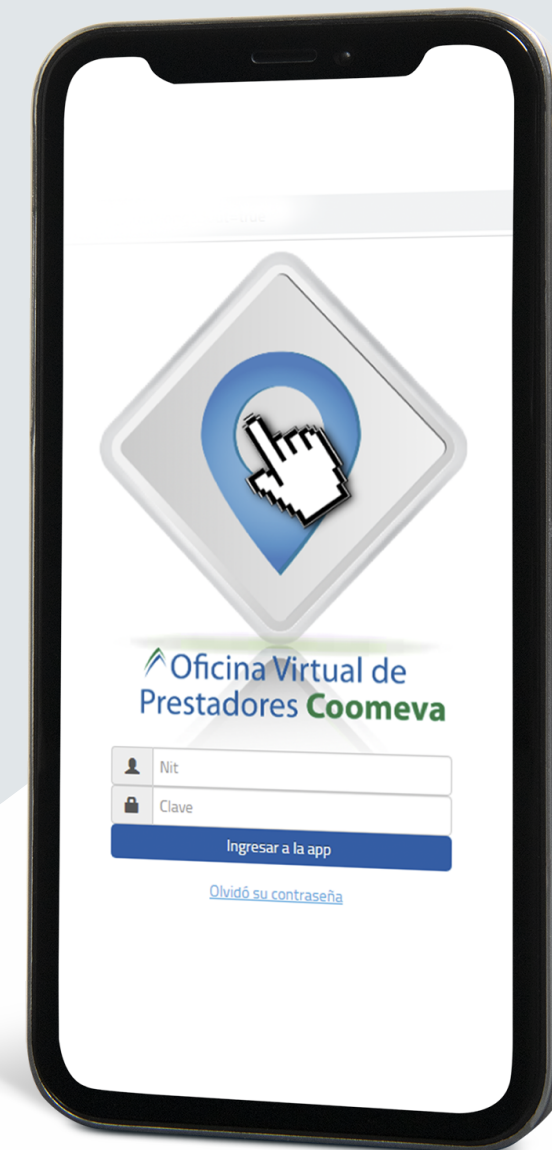 Oficina Virtual de
Prestadores Coomeva
Nit
Clave
Ingresar a la app
Olvidó su contraseña